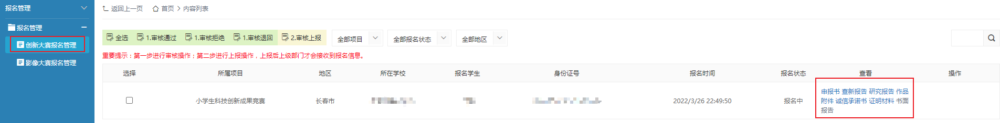 报名管理
报名管理
创新大赛报名管理
影像大赛报名管理
返回上一页 首页 > 内容列表
全选 1.审核通过 1.审核拒绝 1.审核退回 2.审核上报 全部项目 全部报名状态 全部地区
重要提示：第一步进行审核操作；第二步进行上报操作，上报后上级部门才会接收到报名信息。
选择 所属项目 地区 所在学校 报名学生 身份证号 报名时间 报名状态 查看 操作
小学生科技创新成果竞赛 长春市 2022/3/26 22:49:50 报名中
申报书 查新报告 研究报告 作品
附件 诚信承诺书 证明材料 书面
报告